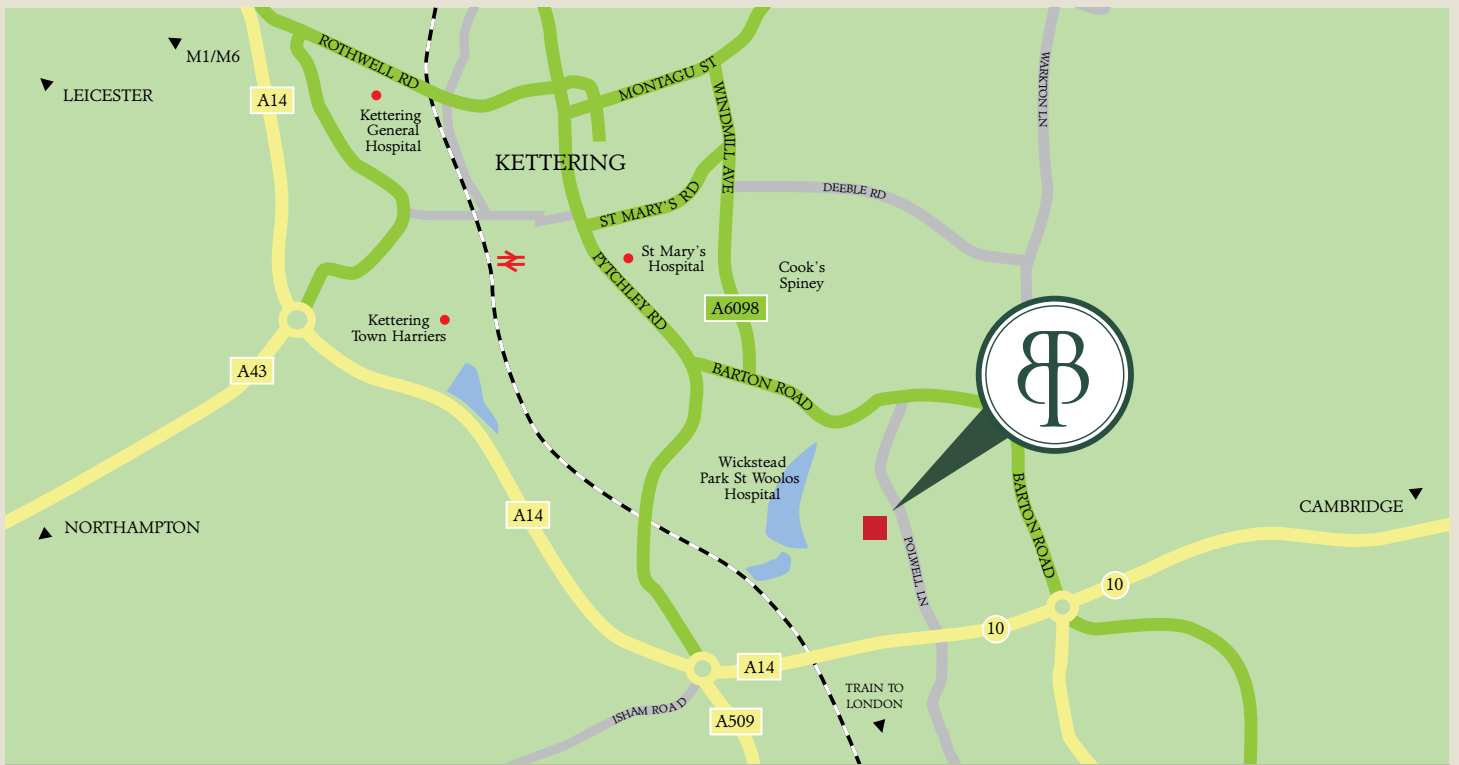 M1/M6
LEICESTER
A14
ROTHWELL RD
Kettering
General
Hospital
KETTERING
MONTAGU ST
WINDMILL AVE
WARKTON LN
DEEBLE RD
ST MARY'S RD
St Mary's
Hospital
Cook's
Spiney
PYTCHLEY RD
A6098
Kettering
Town Harriers
A43
BARTON ROAD
Wickstead
Park St Woolos
Hospital
A14
NORTHAMPTON
CAMBRIDGE
BARTON ROAD
POLWELL LN
10
10
A14
TRAIN TO
LONDON
ISHAM ROAD
A509